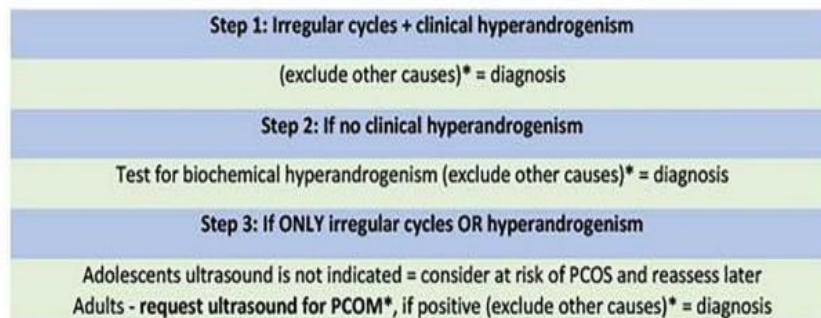 Step 1: Irregular cycles + clinical hyperandrogenism
(exclude other causes)* = diagnosis
Step 2: If no clinical hyperandrogenism
Test for biochemical hyperandrogenism (exclude other causes)* = diagnosis
Step 3: If ONLY irregular cycles OR hyperandrogenism
Adolescents ultrasound is not indicated = consider at risk of PCOS and reassess later
Adults - request ultrasound for PCOM*, if positive (exclude other causes)* = diagnosis